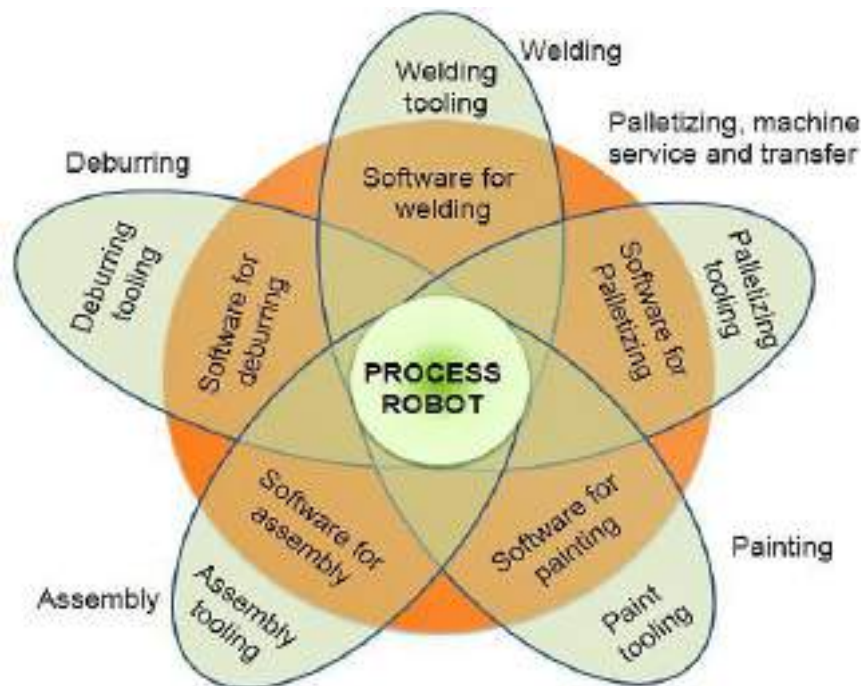 Welding
Welding
tooling
Software for
welding
Palletizing, machine
service and transfer
Palletizing
tooling
Software for
Palletizing
Deburring
Deburring
tooling
Software for
deburring
PROCESS
ROBOT
Software for
assembly
Assembly
tooling
Assembly
Software for
painting
Paint
tooling
Painting